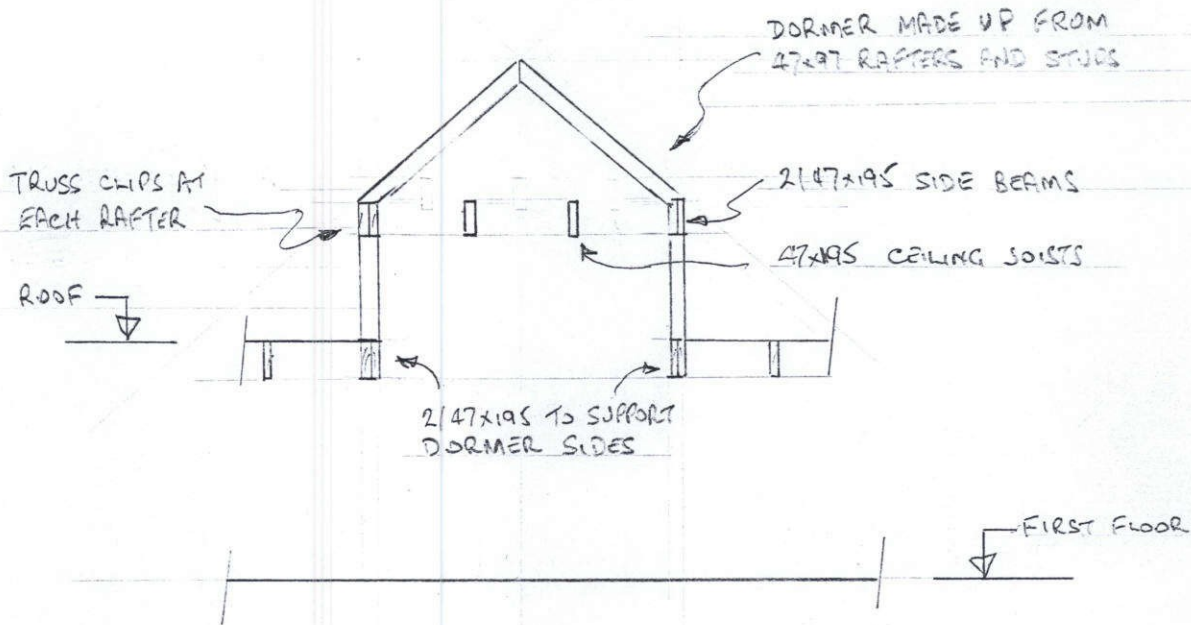 DORMER MADE UP FROM
47x97 RAFTERS AND STUDS
TRUSS CLIPS AT
EACH RAFTER
2/47x195 SIDE BEAMS
47x195 CEILING JOISTS
ROOF
2/47x195 TO SUPPORT
DORMER SIDES
FIRST FLOOR